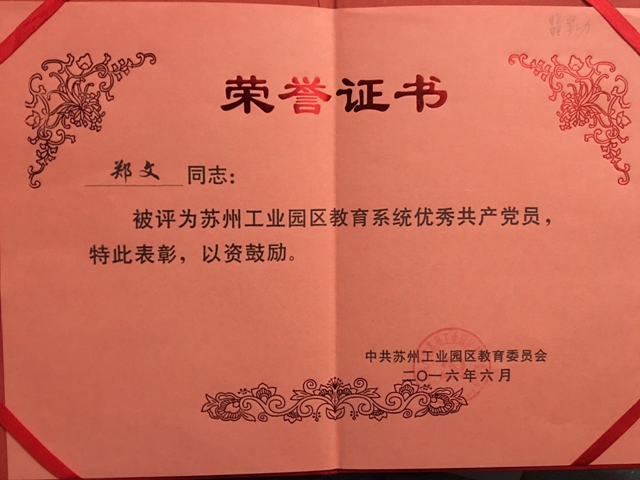 荣誉证书
郑文 同志：
被评为苏州工业园区教育系统优秀共产党员，
特此表彰，以资鼓励。
中共苏州工业园区教育委员会
二〇一六年六月